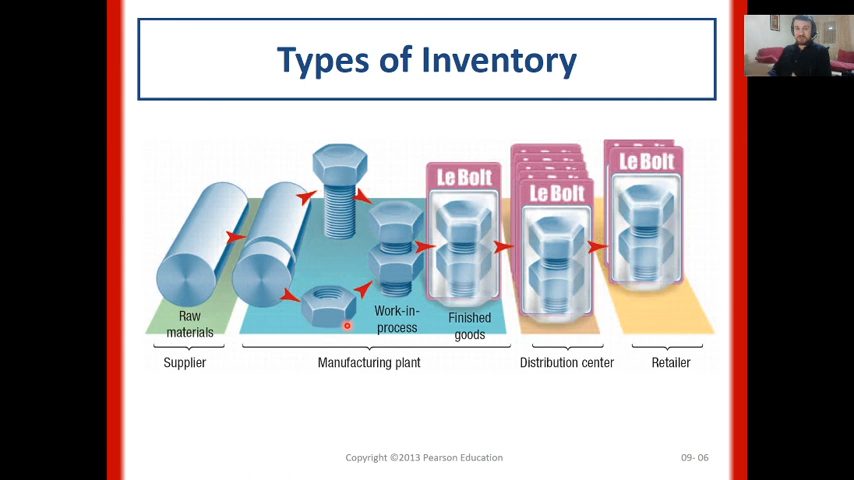 Types of Inventory
Le Bolt
Le Bolt
Le Bolt
Raw
materials
Work-in-
process
Finished
goods
Supplier
Manufacturing plant
Distribution center
Retailer
Copyright ©2013 Pearson Education
09- 06